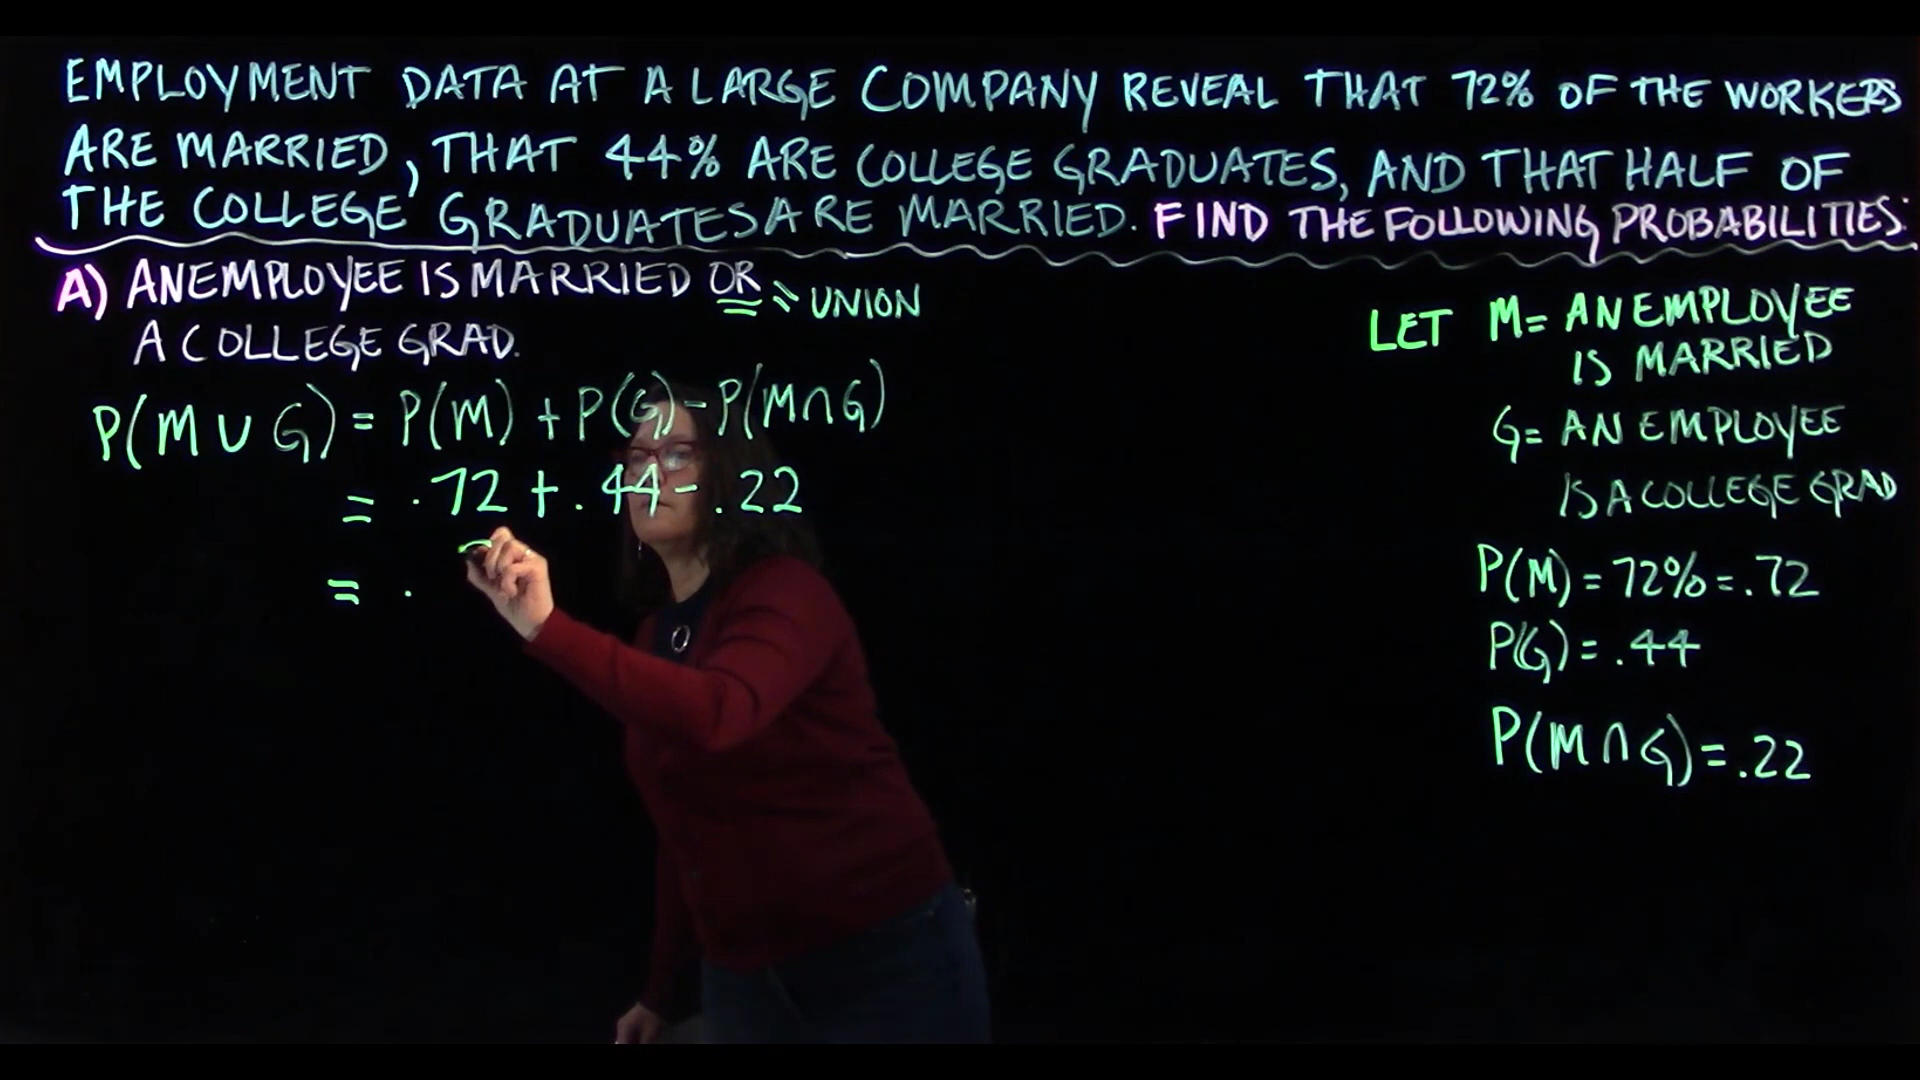 EMPLOYMENT DATA AT A LARGE COMPANY REVEAL THAT 72% OF THE WORKERS
ARE MARRIED, THAT 44% ARE COLLEGE GRADUATES, AND THAT HALF OF
THE COLLEGE GRADUATES ARE MARRIED. FIND THE FOLLOWING PROBABILITIES:
A) AN EMPLOYEE IS MARRIED OR UNION
A COLLEGE GRAD.
P(M ∪ G) = P(M) + P(G) - P(M∩G)
= .72 + .44 - .22
= .
LET M = AN EMPLOYEE
IS MARRIED
G = AN EMPLOYEE
IS A COLLEGE GRAD
P(M) = 72% = .72
P(G) = .44
P(M ∩ G) = .22